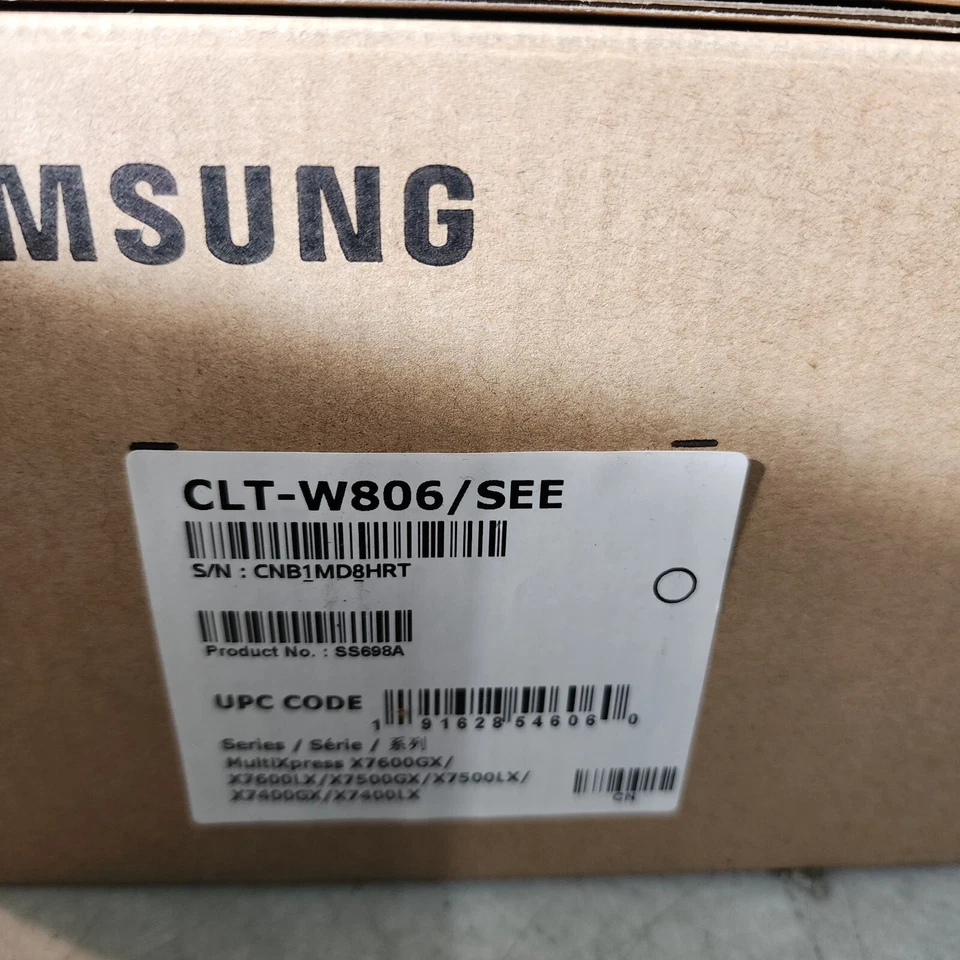 MSUNG
CLT-W806/SEE
S/N : CNB1MD8HRT
Product No. : SS698A
UPC CODE
1 91628 54606 0
Series / Série / 系列
MultiXpress X7600GX/
X7600LX/X7500GX/X7500LX/
X7400GX/X7400LX
CN